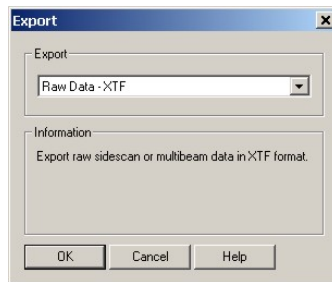 Export
Export
Raw Data - XTF
Information
Export raw sidescan or multibeam data in XTF format.
OK
Cancel
Help